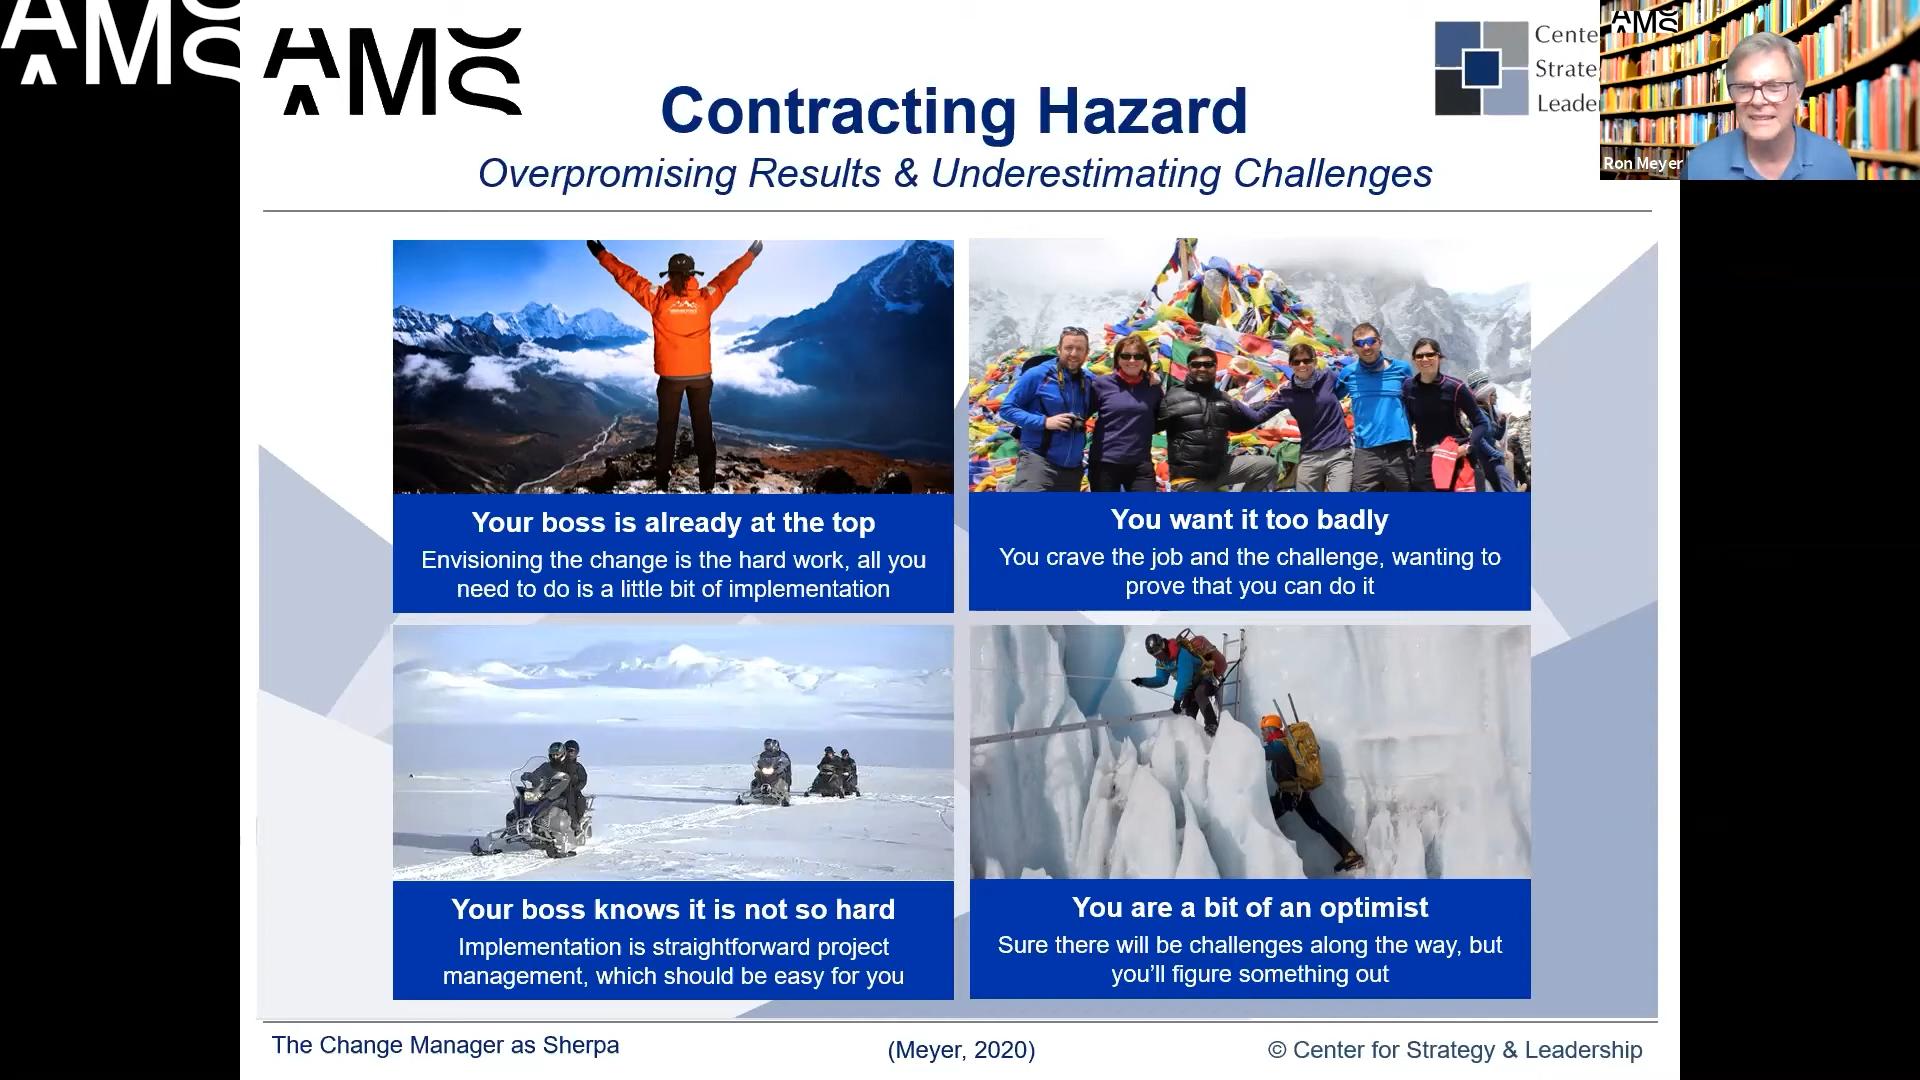 AMS
AMS
Contracting Hazard
Overpromising Results & Underestimating Challenges
Cente
Strate
Leader
AMS
Ron Meyer
Your boss is already at the top
Envisioning the change is the hard work, all you
need to do is a little bit of implementation
You want it too badly
You crave the job and the challenge, wanting to
prove that you can do it
Your boss knows it is not so hard
Implementation is straightforward project
management, which should be easy for you
You are a bit of an optimist
Sure there will be challenges along the way, but
you’ll figure something out
The Change Manager as Sherpa
(Meyer, 2020)
© Center for Strategy & Leadership